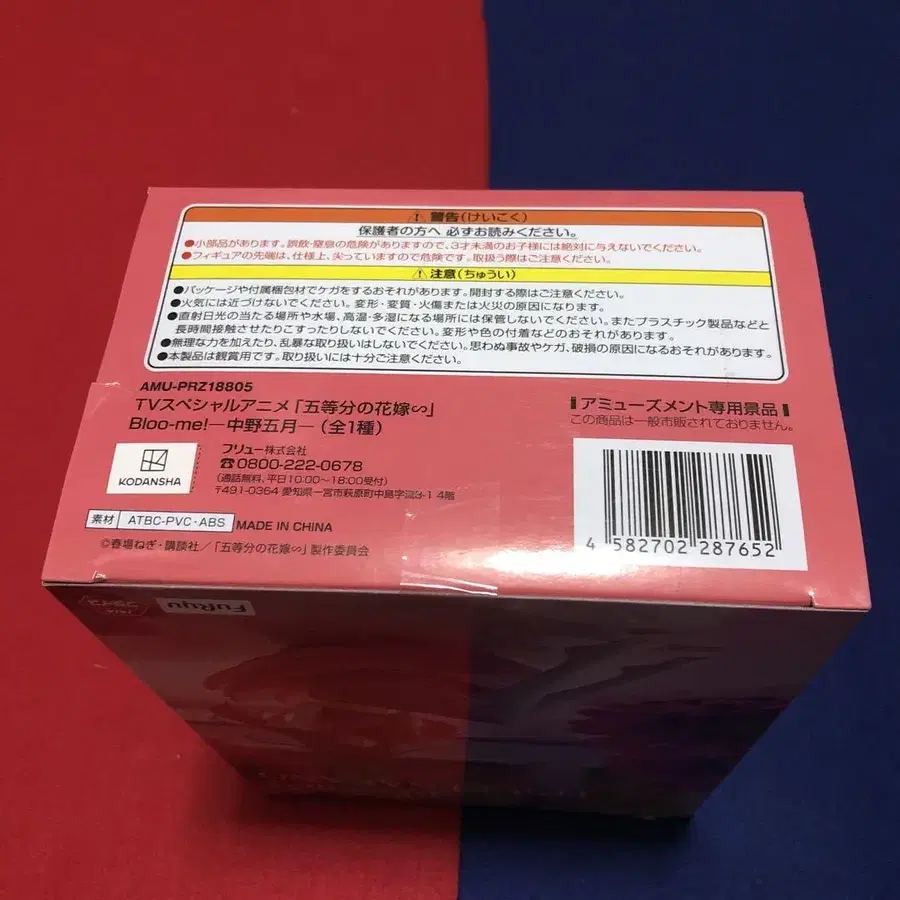 ⚠ 警告(けいこく)
保護者の方へ 必ずお読みください。
●小部品があります。誤飲・窒息の危険がありますので、3才未満のお子様には絶対に与えないでください。
●フィギュアの先端は、仕様上、尖っていますので危険です。取扱う際はご注意ください。
⚠ 注意(ちゅうい)
●パッケージや付属梱包材でケガをするおそれがあります。開封する際はご注意ください。
●火気には近づけないでください。変形・変質・火傷または火災の原因になります。
●直射日光の当たる場所や水場、高温・多湿になる場所には保管しないでください。またプラスチック製品などと
長時間接触させたりこすったりしないでください。変形や色の付着などのおそれがあります。
●無理な力を加えたり、乱暴な取り扱いはしないでください。思わぬ事故やケガ、破損の原因になるおそれがあります。
●本製品は観賞用です。取り扱いには十分ご注意ください。
AMU-PRZ18805
TVスペシャルアニメ「五等分の花嫁∽」
Bloo-me!―中野五月―(全1種)
KODANSHA
フリュー株式会社
☎0800-222-0678
(通話無料、平日10:00~18:00受付)
〒491-0364 愛知県一宮市萩原町中島字流3-1 4階
素材 ATBC-PVC・ABS MADE IN CHINA
©春場ねぎ・講談社/「五等分の花嫁∽」製作委員会
アミューズメント専用景品
この商品は一般市販されておりません。
4 582702 287652
FuRyu